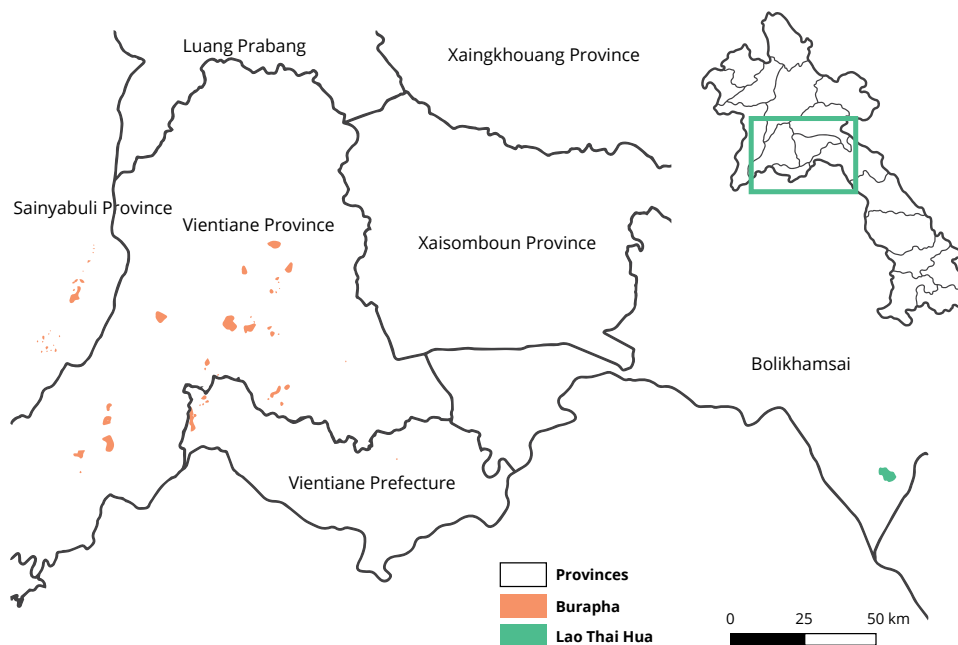 Luang Prabang
Xaingkhouang Province
Sainyabuli Province
Vientiane Province
Xaisomboun Province
Bolikhamsai
Vientiane Prefecture
Provinces
Burapha
Lao Thai Hua
0 25 50 km